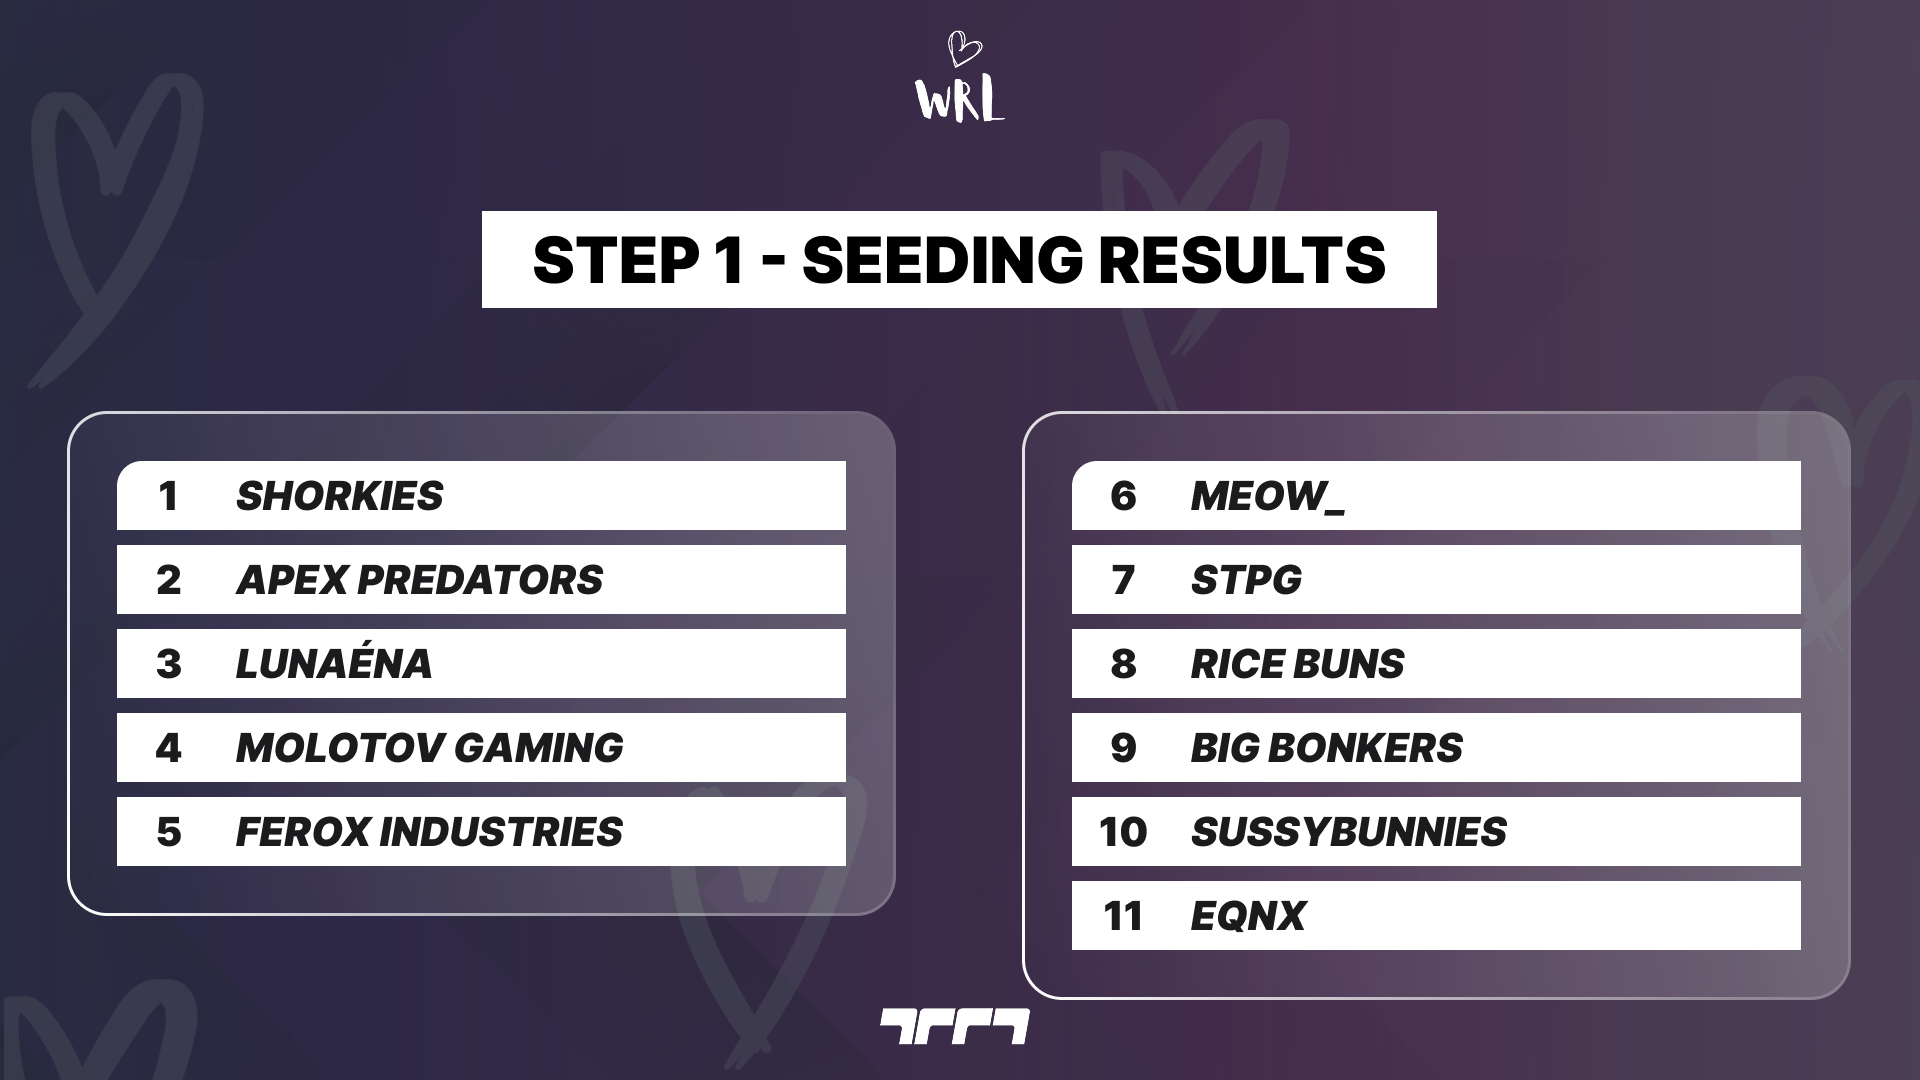 WRL
STEP 1 - SEEDING RESULTS
1 SHORKIES
2 APEX PREDATORS
3 LUNAÉNA
4 MOLOTOV GAMING
5 FEROX INDUSTRIES
6 MEOW_
7 STPG
8 RICE BUNS
9 BIG BONKERS
10 SUSSYBUNNIES
11 EQNX